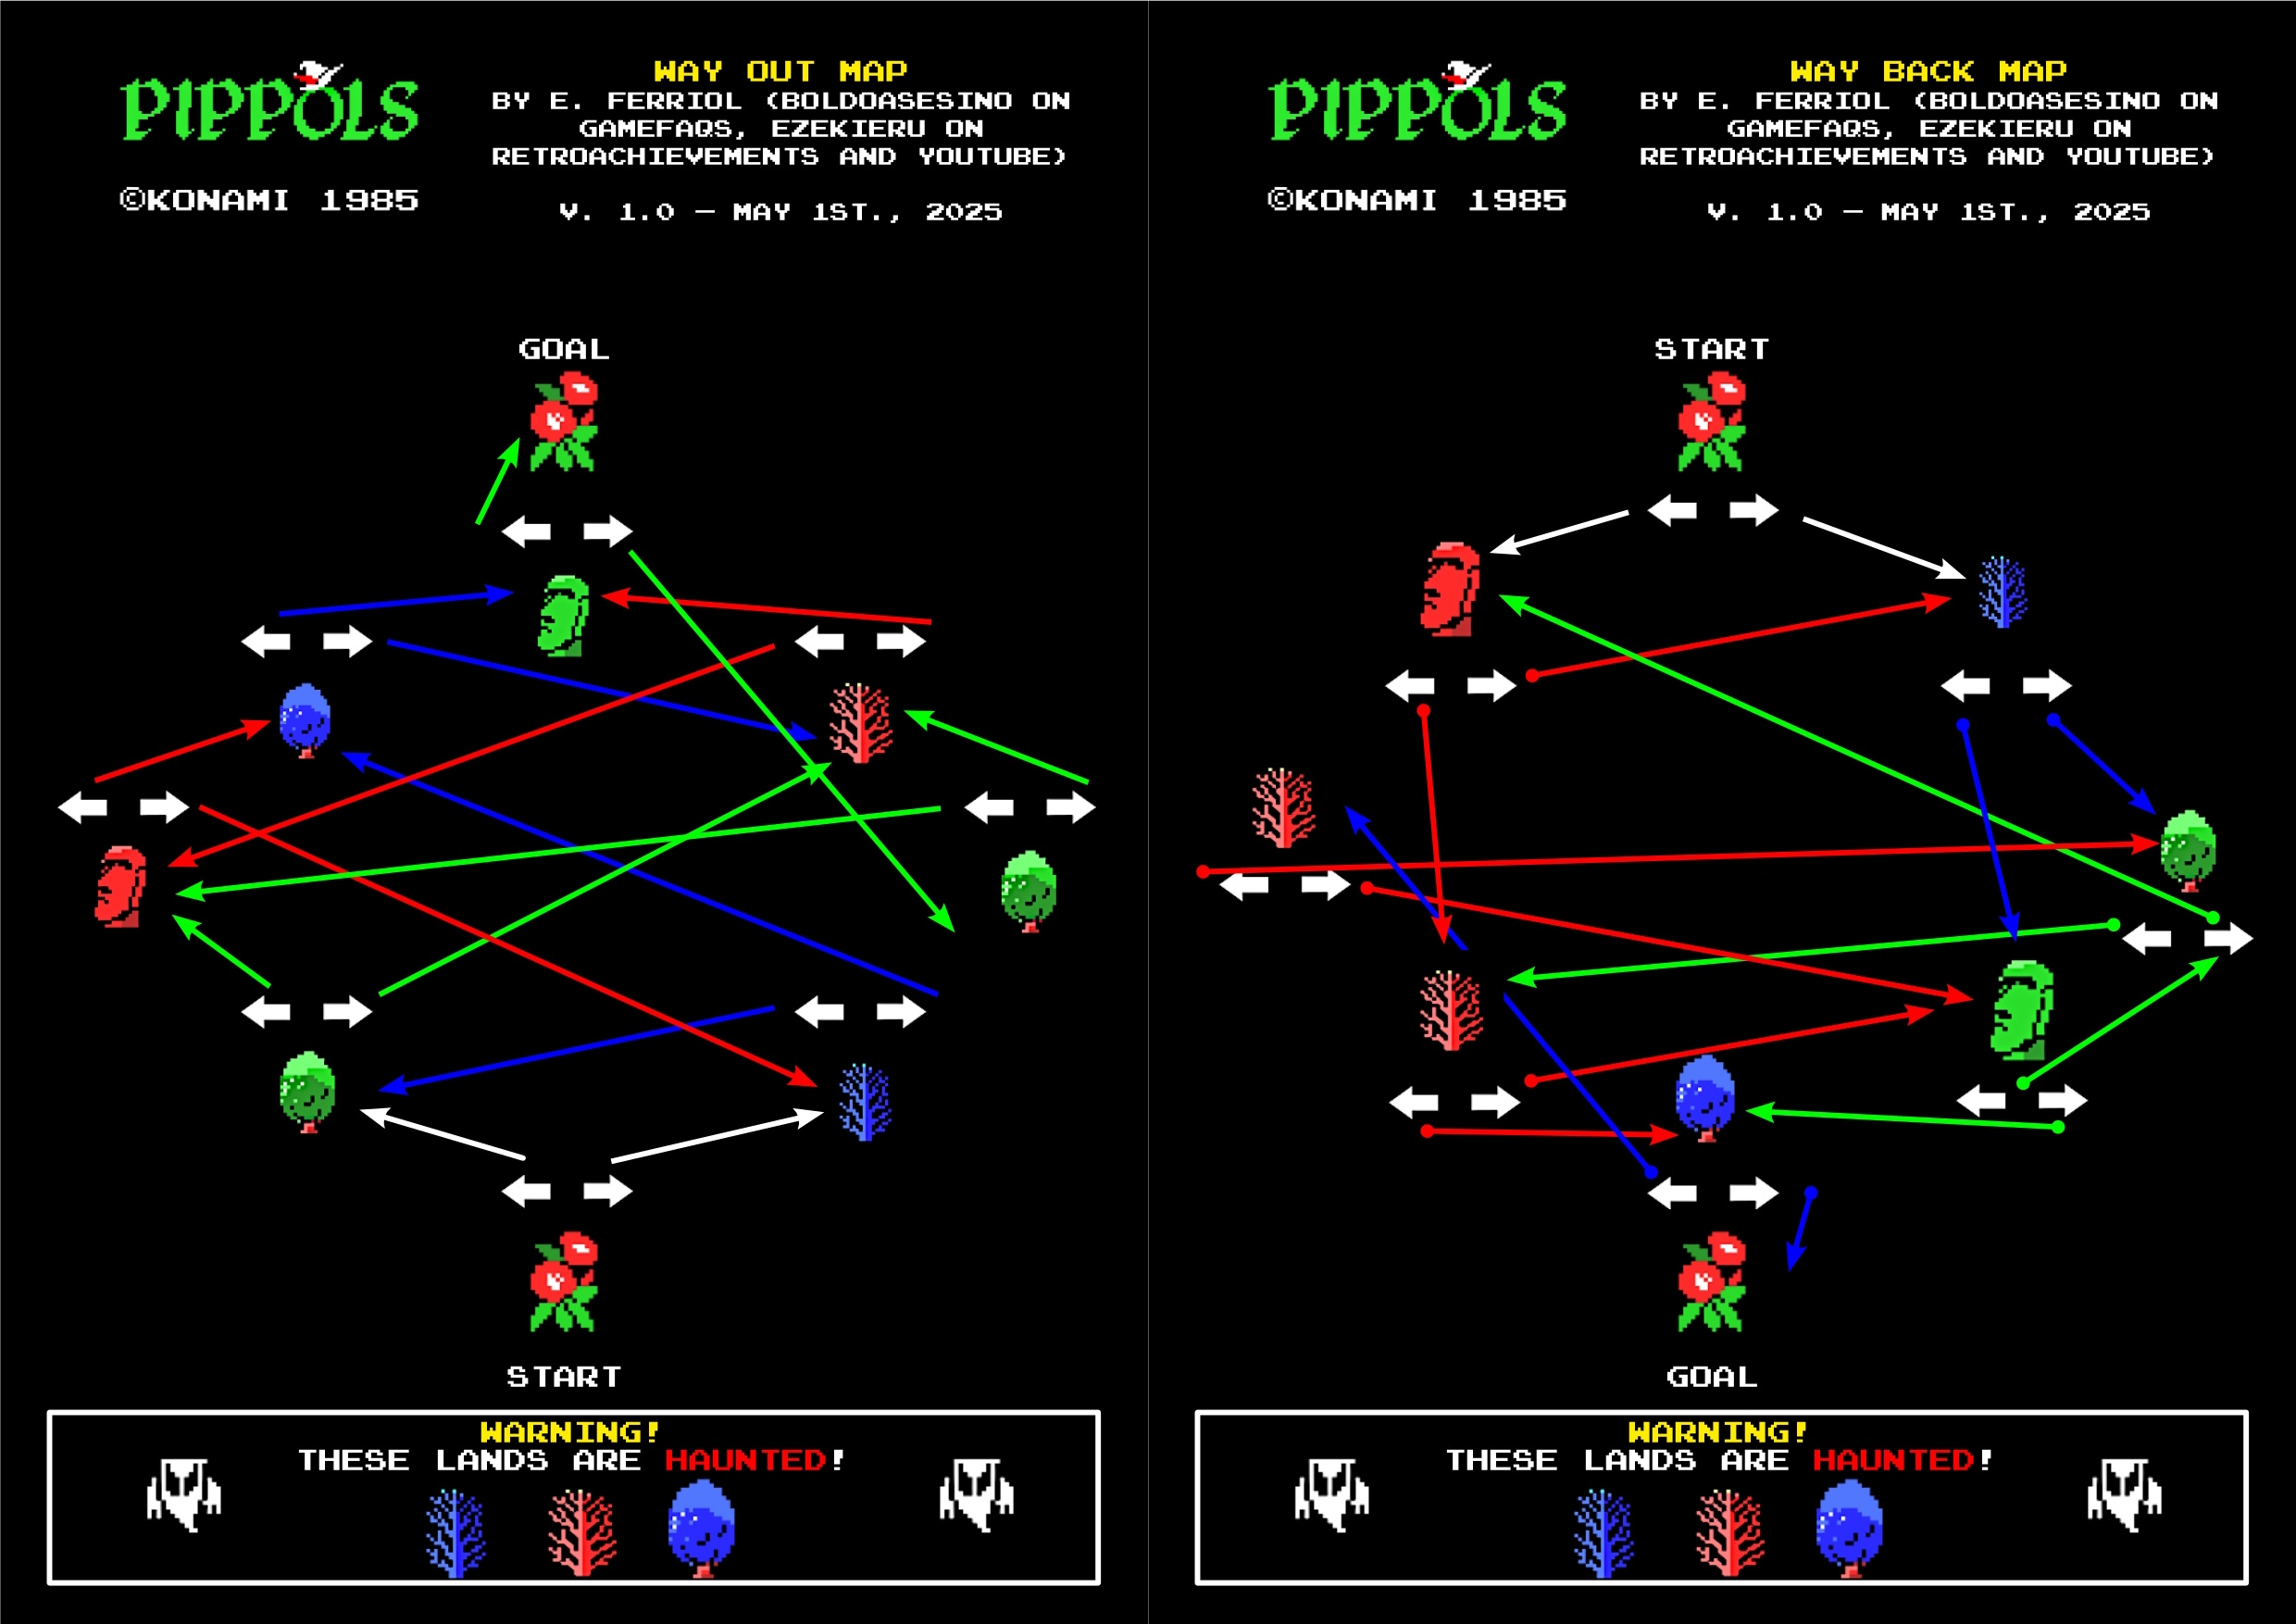 PIPPOLS
©KONAMI 1985
WAY OUT MAP
BY E. FERRIOL (BOLDOASESINO ON
GAMEFAQS, EZEKIERU ON
RETROACHIEVEMENTS AND YOUTUBE)
V. 1.0 – MAY 1ST., 2025
GOAL
START
WARNING!
THESE LANDS ARE HAUNTED!
PIPPOLS
©KONAMI 1985
WAY BACK MAP
BY E. FERRIOL (BOLDOASESINO ON
GAMEFAQS, EZEKIERU ON
RETROACHIEVEMENTS AND YOUTUBE)
V. 1.0 – MAY 1ST., 2025
START
GOAL
WARNING!
THESE LANDS ARE HAUNTED!